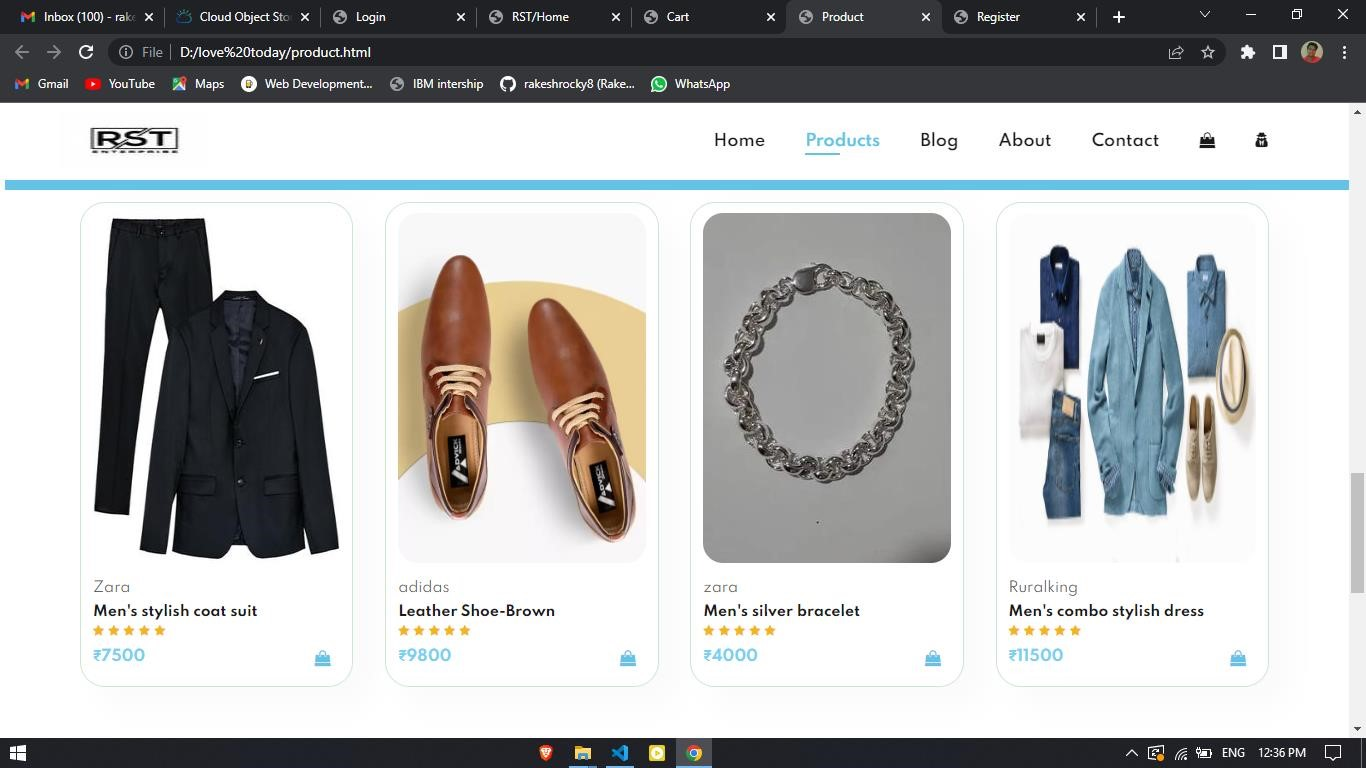 Inbox (100) - rak
Cloud Object Sto
Login
RST/Home
Cart
Product
Register
File
D:/love%20today/product.html
Gmail
YouTube
Maps
Web Development...
IBM intership
rakeshrocky8 (Rake...
WhatsApp
RST
ENTERPRISE
Home
Products
Blog
About
Contact
ADVICK
ADVICK
Zara
Men's stylish coat suit
₹7500
adidas
Leather Shoe-Brown
₹9800
zara
Men's silver bracelet
₹4000
Ruralking
Men's combo stylish dress
₹11500
ENG
12:36 PM